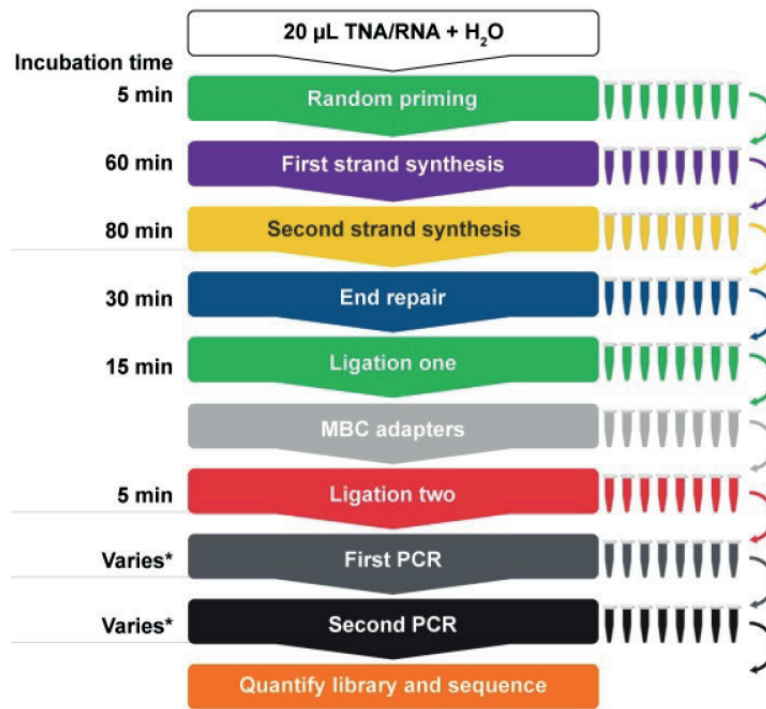 20 µL TNA/RNA + H₂O
Incubation time
5 min Random priming
60 min First strand synthesis
80 min Second strand synthesis
30 min End repair
15 min Ligation one
MBC adapters
5 min Ligation two
Varies* First PCR
Varies* Second PCR
Quantify library and sequence